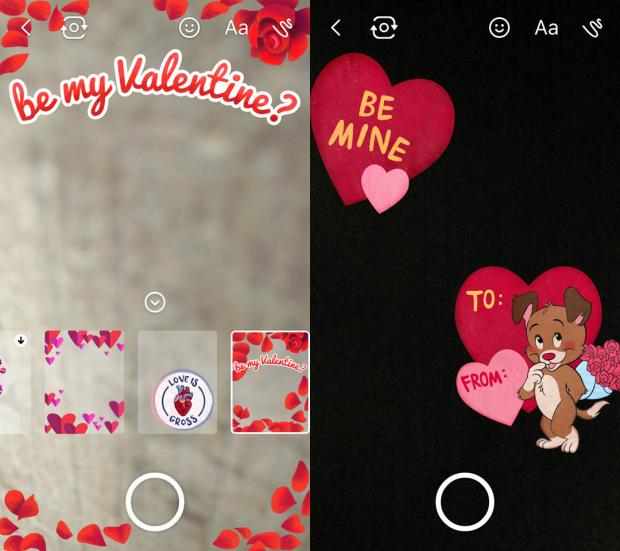 Aa
be my Valentine?
LOVE IS
GROSS
be my Valentine?
Aa
BE
MINE
TO:
FROM: